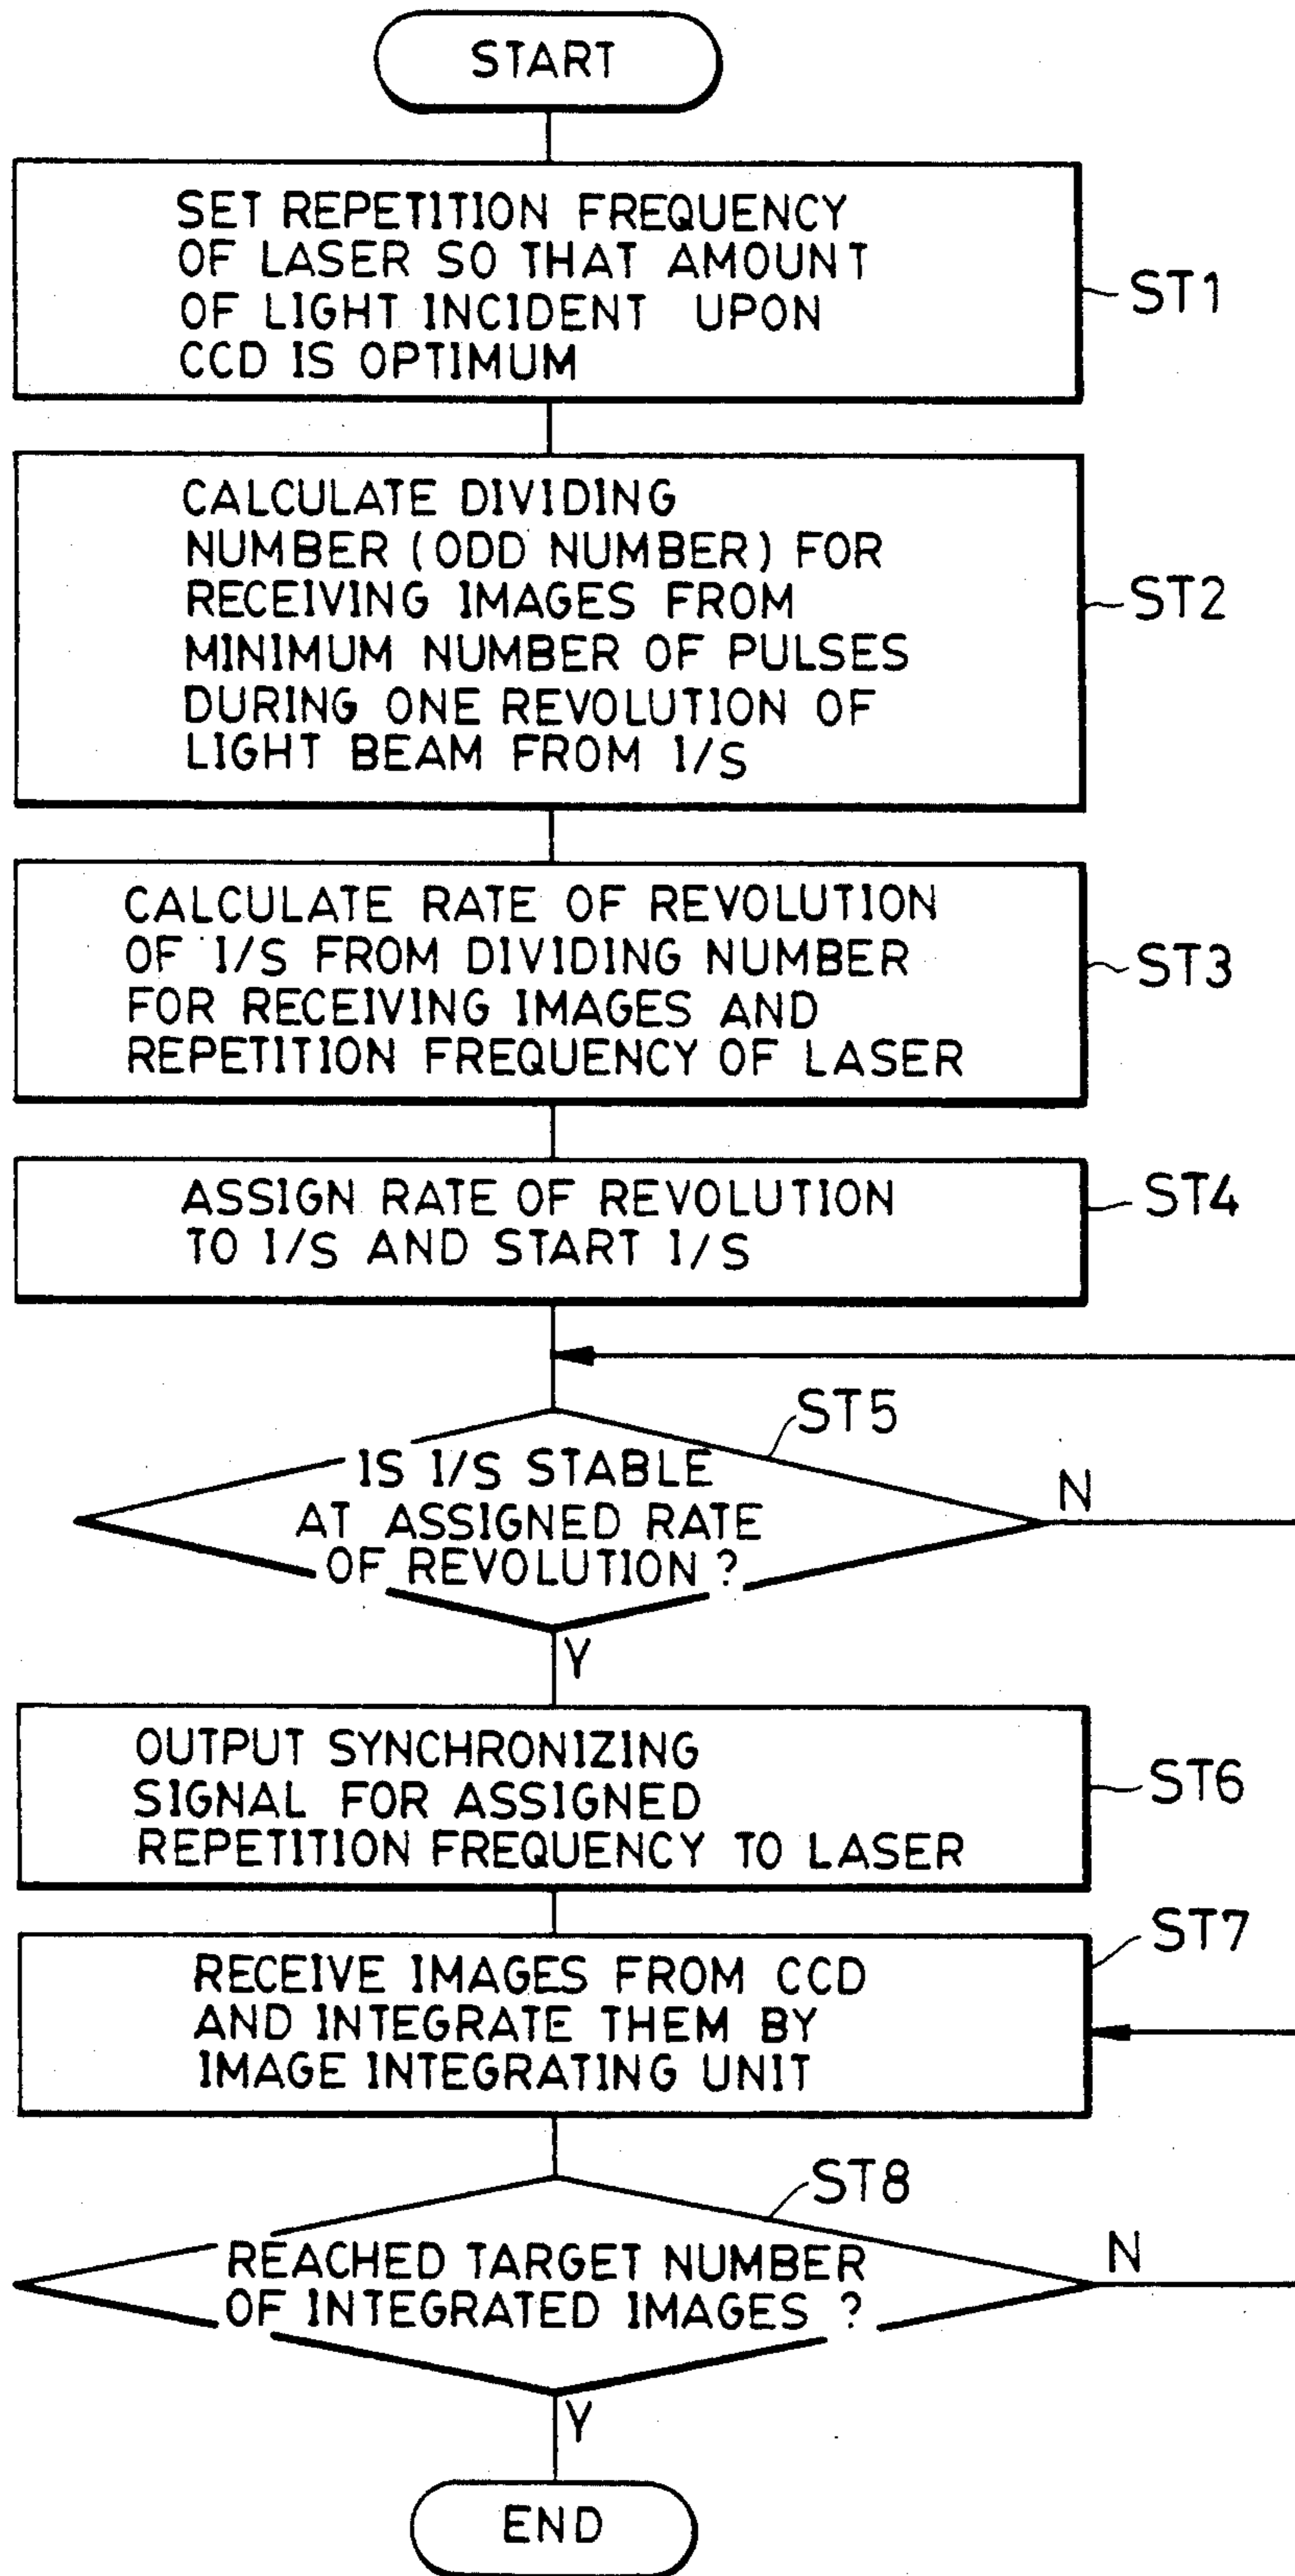 START
SET REPETITION FREQUENCY
OF LASER SO THAT AMOUNT
OF LIGHT INCIDENT UPON
CCD IS OPTIMUM
ST1
CALCULATE DIVIDING
NUMBER (ODD NUMBER) FOR
RECEIVING IMAGES FROM
MINIMUM NUMBER OF PULSES
DURING ONE REVOLUTION OF
LIGHT BEAM FROM I/S
ST2
CALCULATE RATE OF REVOLUTION
OF I/S FROM DIVIDING NUMBER
FOR RECEIVING IMAGES AND
REPETITION FREQUENCY OF LASER
ST3
ASSIGN RATE OF REVOLUTION
TO I/S AND START I/S
ST4
ST5
IS I/S STABLE
AT ASSIGNED RATE
OF REVOLUTION ?
N
Y
OUTPUT SYNCHRONIZING
SIGNAL FOR ASSIGNED
REPETITION FREQUENCY TO LASER
ST6
RECEIVE IMAGES FROM CCD
AND INTEGRATE THEM BY
IMAGE INTEGRATING UNIT
ST7
ST8
REACHED TARGET NUMBER
OF INTEGRATED IMAGES ?
N
Y
END